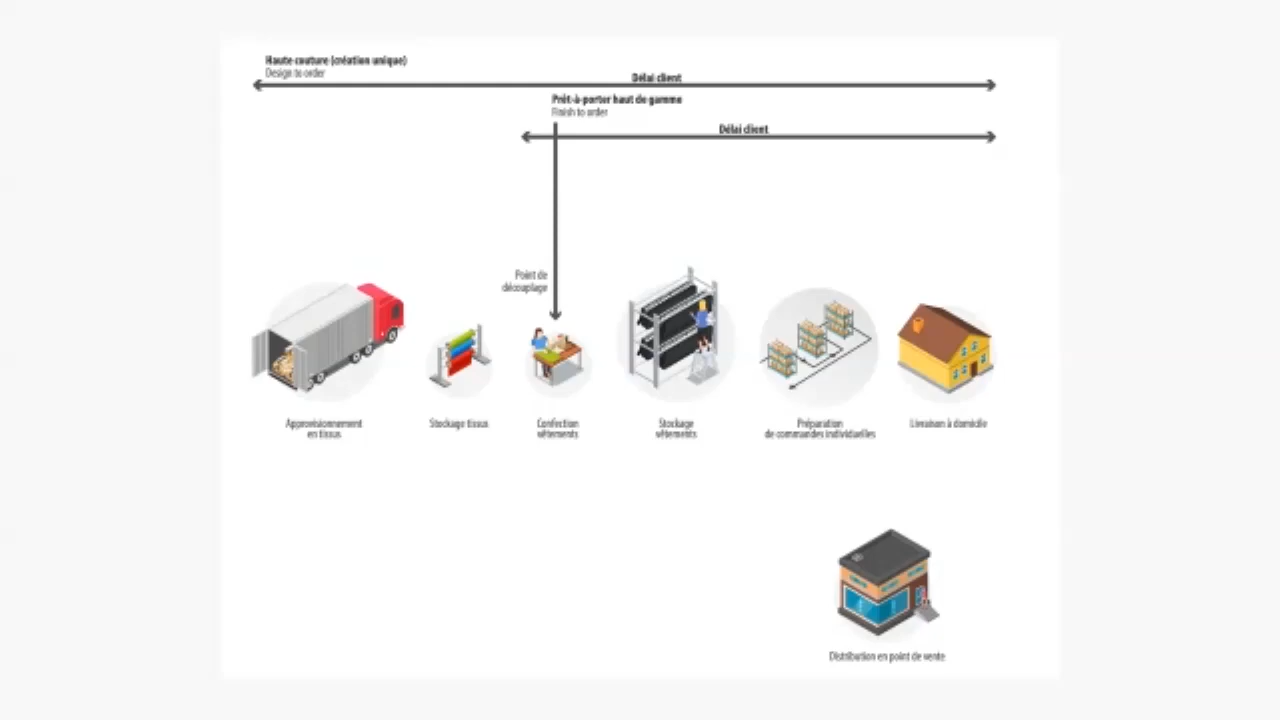 Haute couture (création unique)
Design to order
Délai client
Prêt-à-porter haut de gamme
Finish to order
Délai client
Point de
découplage
Approvisionnement
en tissus
Stockage tissus
Confection
vêtements
Stockage
vêtements
Préparation
de commandes individuelles
Livraison à domicile
Distribution en point de vente